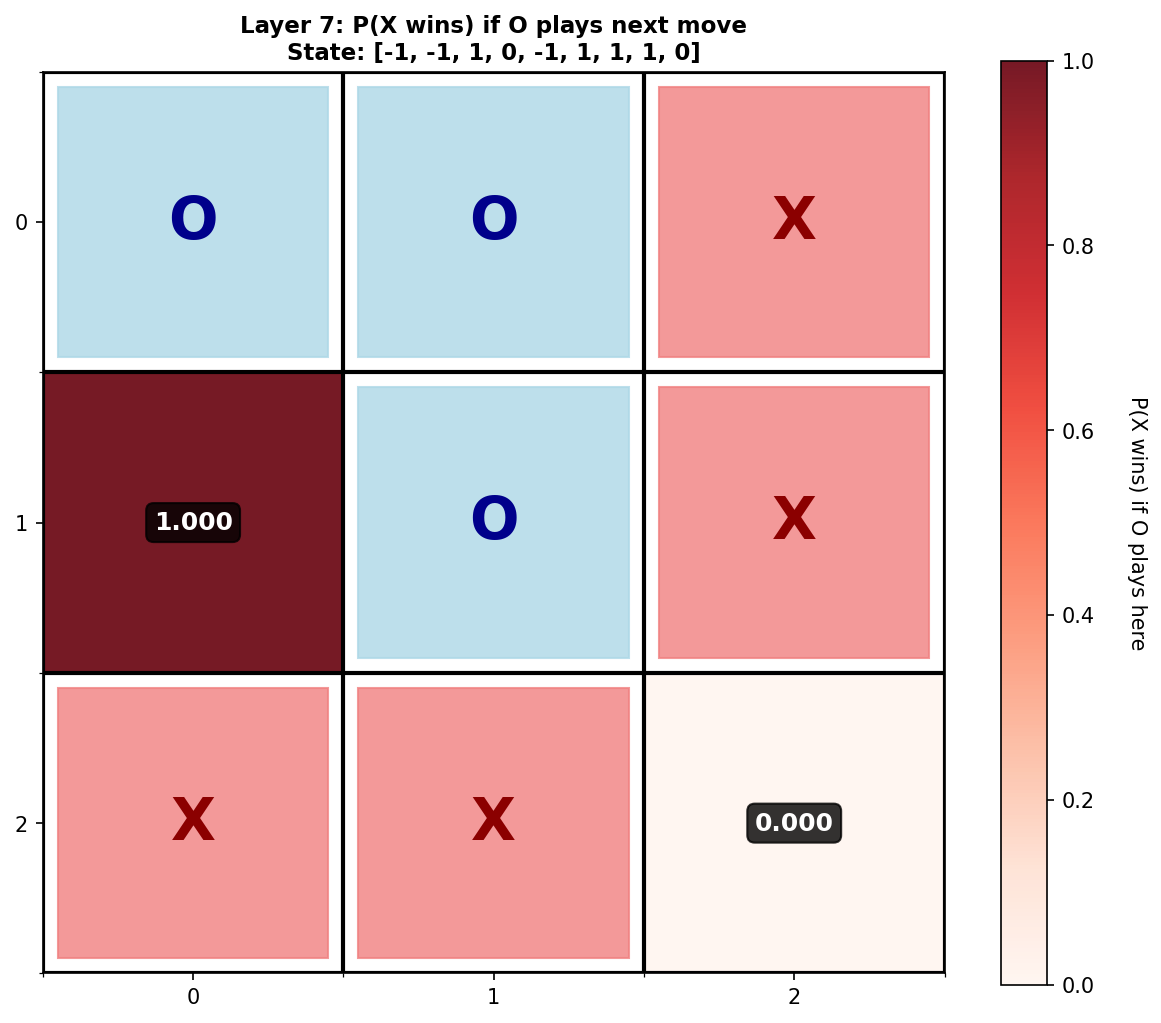 Layer 7: P(X wins) if O plays next move
State: [-1, -1, 1, 0, -1, 1, 1, 1, 0]
0
O
O
X
1
1.000
O
X
2
X
X
0.000
0
1
2
1.0
0.8
0.6
0.4
0.2
0.0
P(X wins) if O plays here